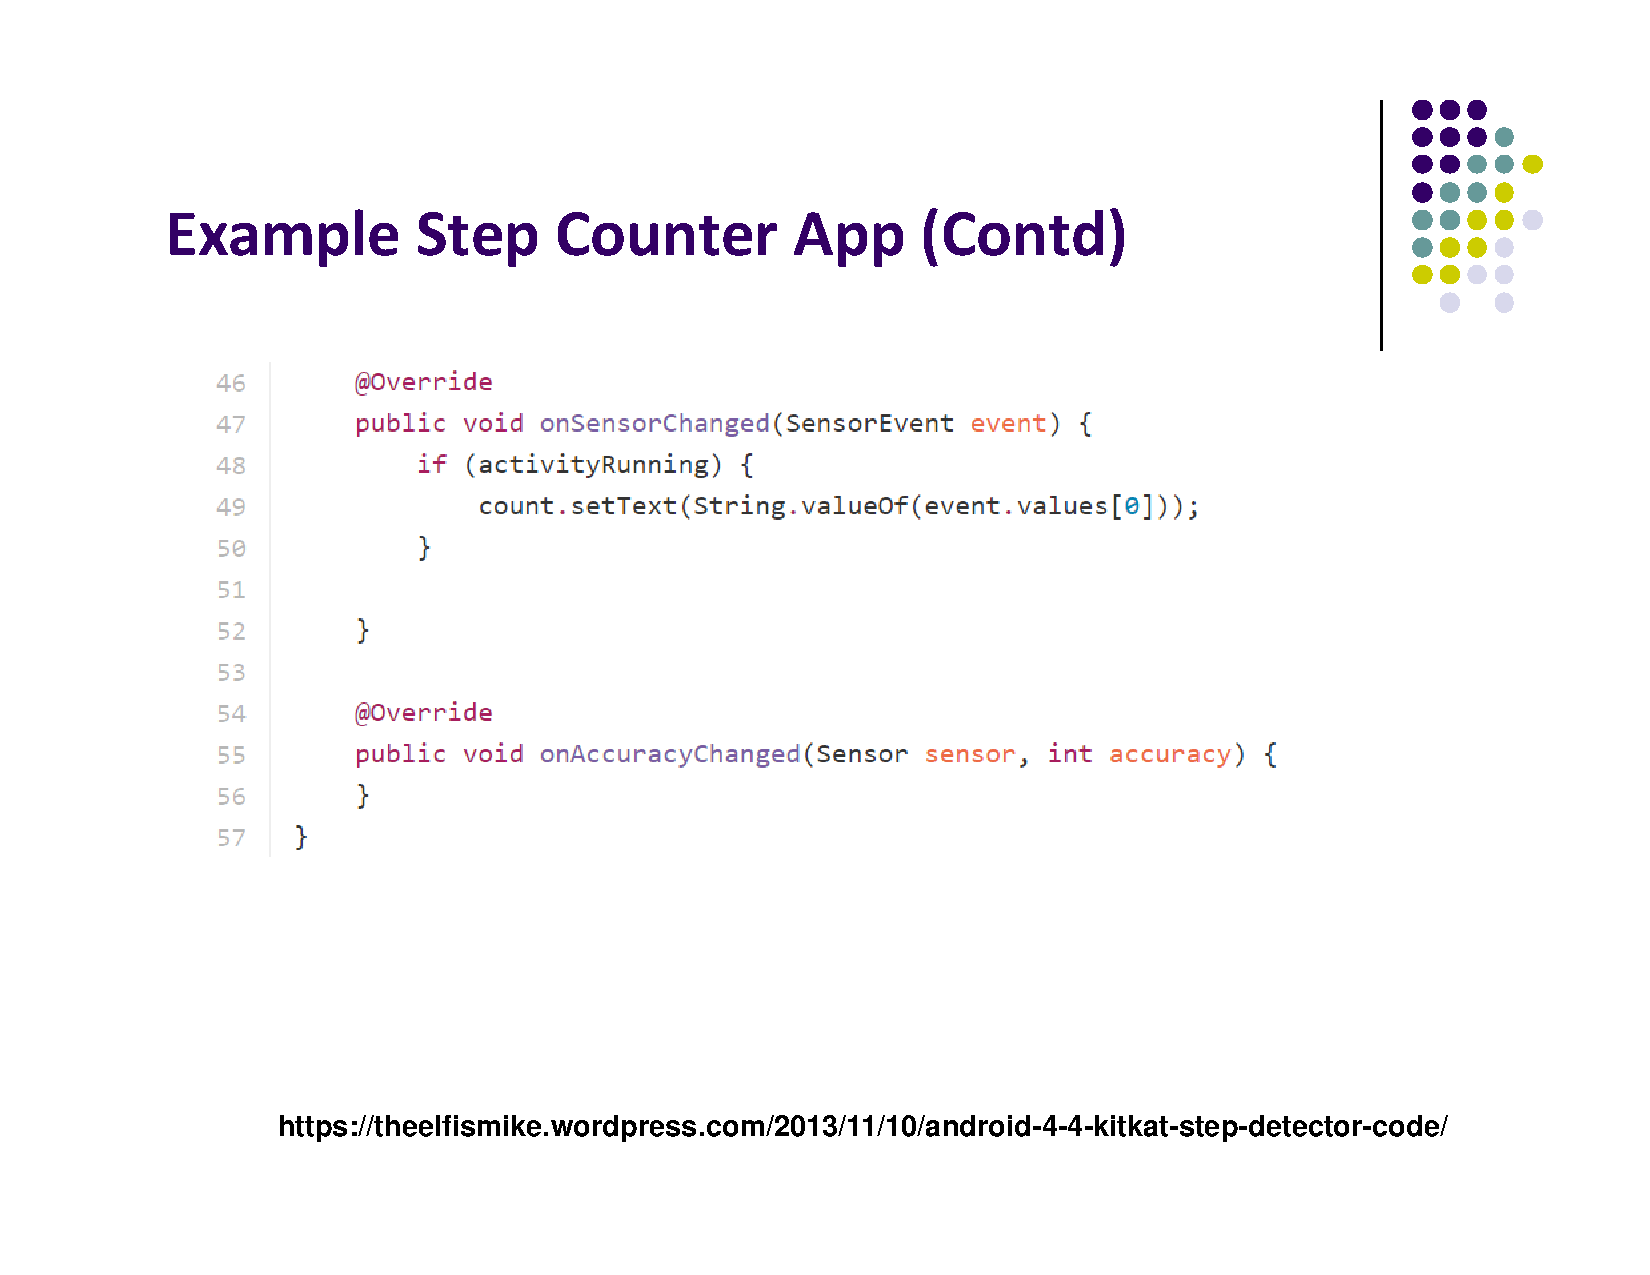 Example Step Counter App (Contd)
46 @Override
47 public void onSensorChanged(SensorEvent event) {
48 if (activityRunning) {
49 count.setText(String.valueOf(event.values[0]));
50 }
51
52 }
53
54 @Override
55 public void onAccuracyChanged(Sensor sensor, int accuracy) {
56 }
57 }
https://theelfismike.wordpress.com/2013/11/10/android-4-4-kitkat-step-detector-code/